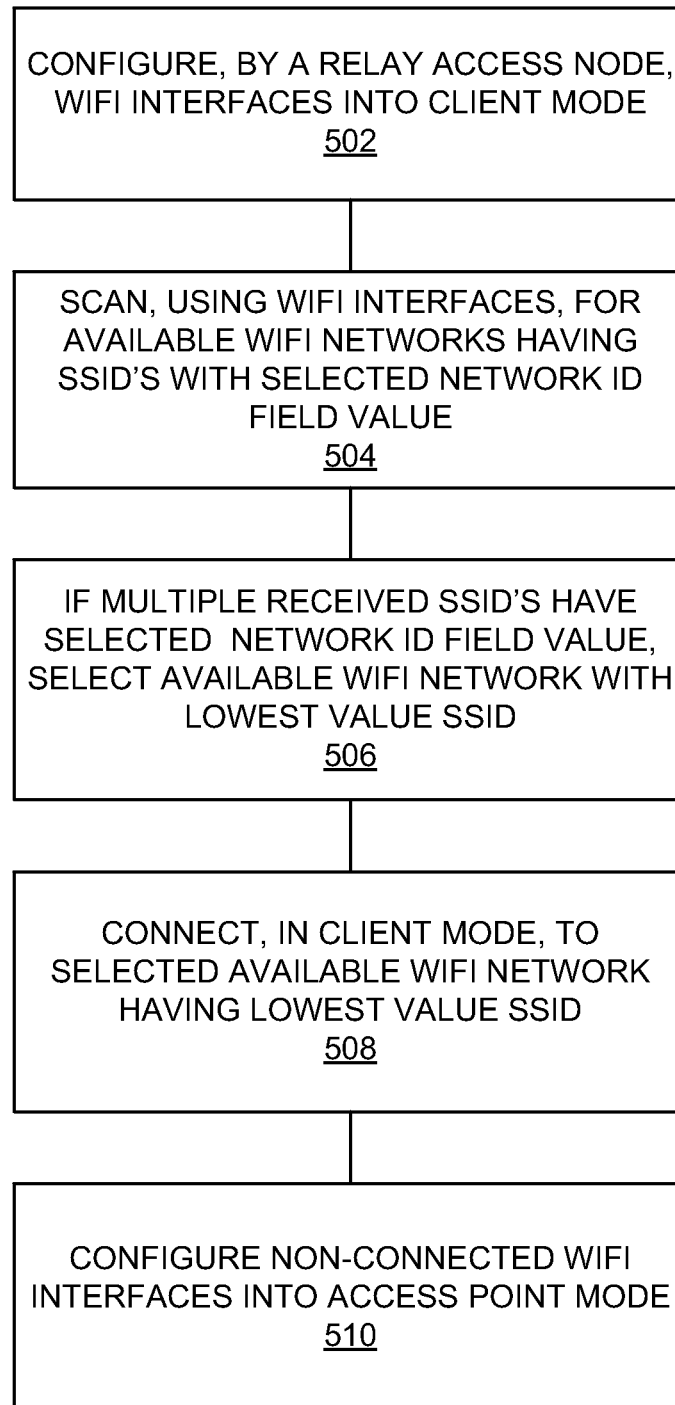 CONFIGURE, BY A RELAY ACCESS NODE,
WIFI INTERFACES INTO CLIENT MODE
502
SCAN, USING WIFI INTERFACES, FOR
AVAILABLE WIFI NETWORKS HAVING
SSID'S WITH SELECTED NETWORK ID
FIELD VALUE
504
IF MULTIPLE RECEIVED SSID'S HAVE
SELECTED NETWORK ID FIELD VALUE,
SELECT AVAILABLE WIFI NETWORK WITH
LOWEST VALUE SSID
506
CONNECT, IN CLIENT MODE, TO
SELECTED AVAILABLE WIFI NETWORK
HAVING LOWEST VALUE SSID
508
CONFIGURE NON-CONNECTED WIFI
INTERFACES INTO ACCESS POINT MODE
510